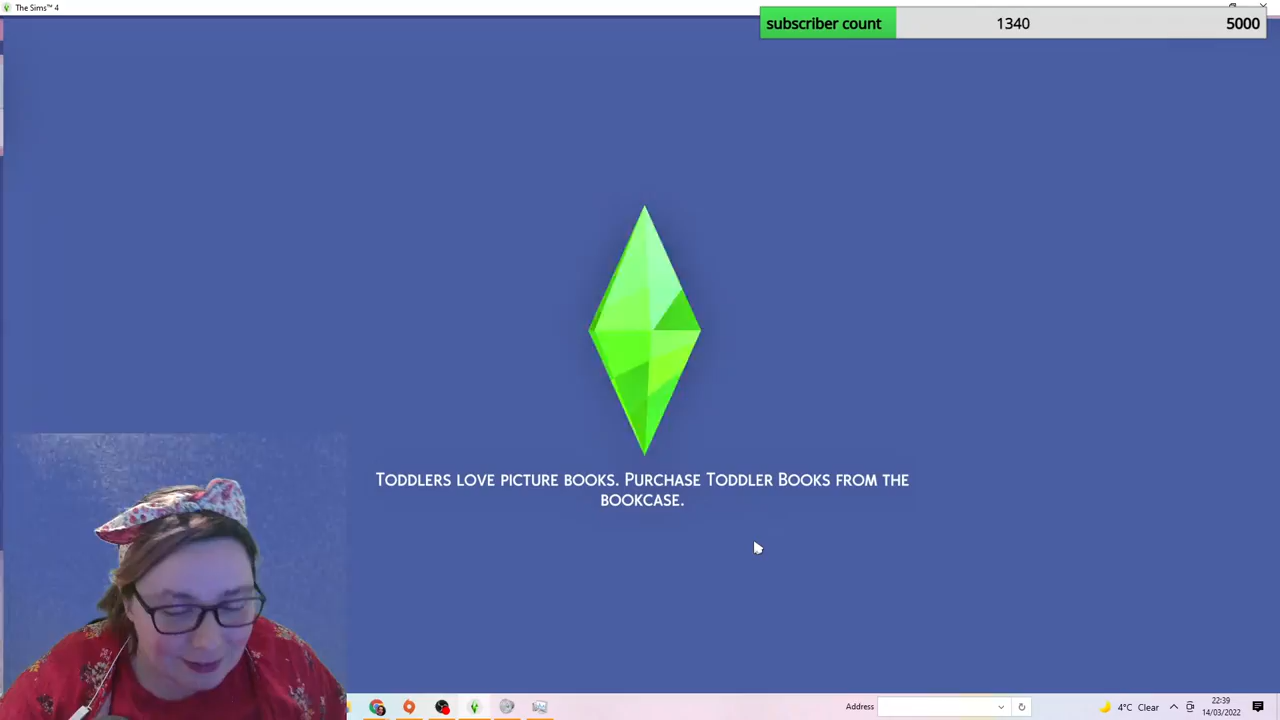 The Sims™ 4
subscriber count 1340 5000
TODDLERS LOVE PICTURE BOOKS. PURCHASE TODDLER BOOKS FROM THE
BOOKCASE.
Address
4°C Clear
22:39
14/03/2022